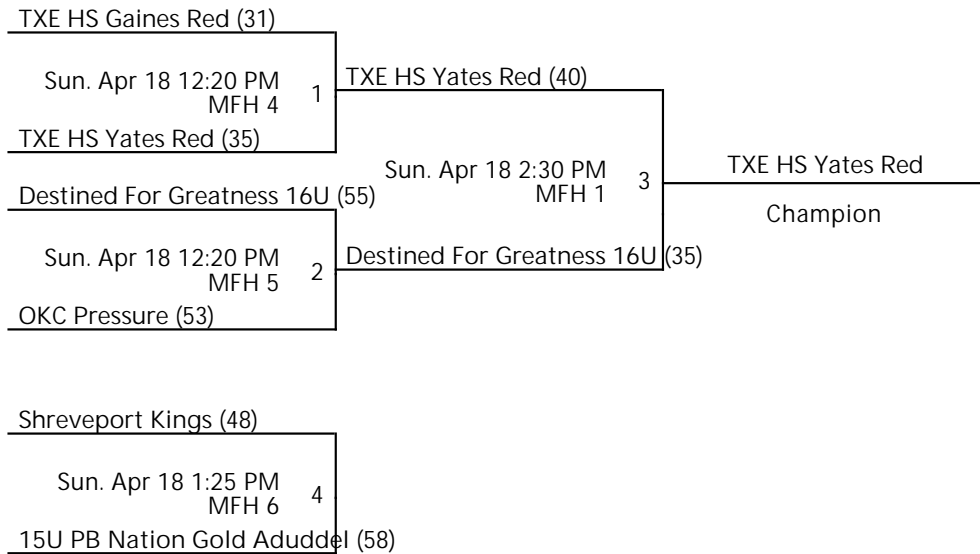 TXE HS Gaines Red (31)
Sun. Apr 18 12:20 PM
MFH 4
1
TXE HS Yates Red (40)
TXE HS Yates Red (35)
Sun. Apr 18 2:30 PM
MFH 1
3
TXE HS Yates Red
Champion
Destined For Greatness 16U (55)
Sun. Apr 18 12:20 PM
MFH 5
2
Destined For Greatness 16U (35)
OKC Pressure (53)
Shreveport Kings (48)
Sun. Apr 18 1:25 PM
MFH 6
4
15U PB Nation Gold Aduddel (58)